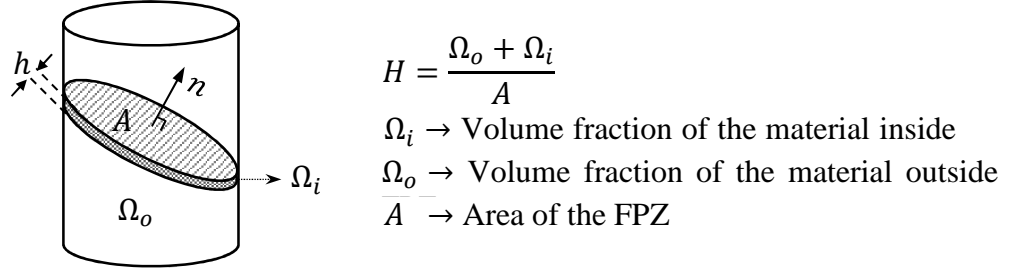 h
A
n
Ω_i
Ω_o
H = \frac{Ω_o + Ω_i}{A}
Ω_i → Volume fraction of the material inside
Ω_o → Volume fraction of the material outside
A → Area of the FPZ